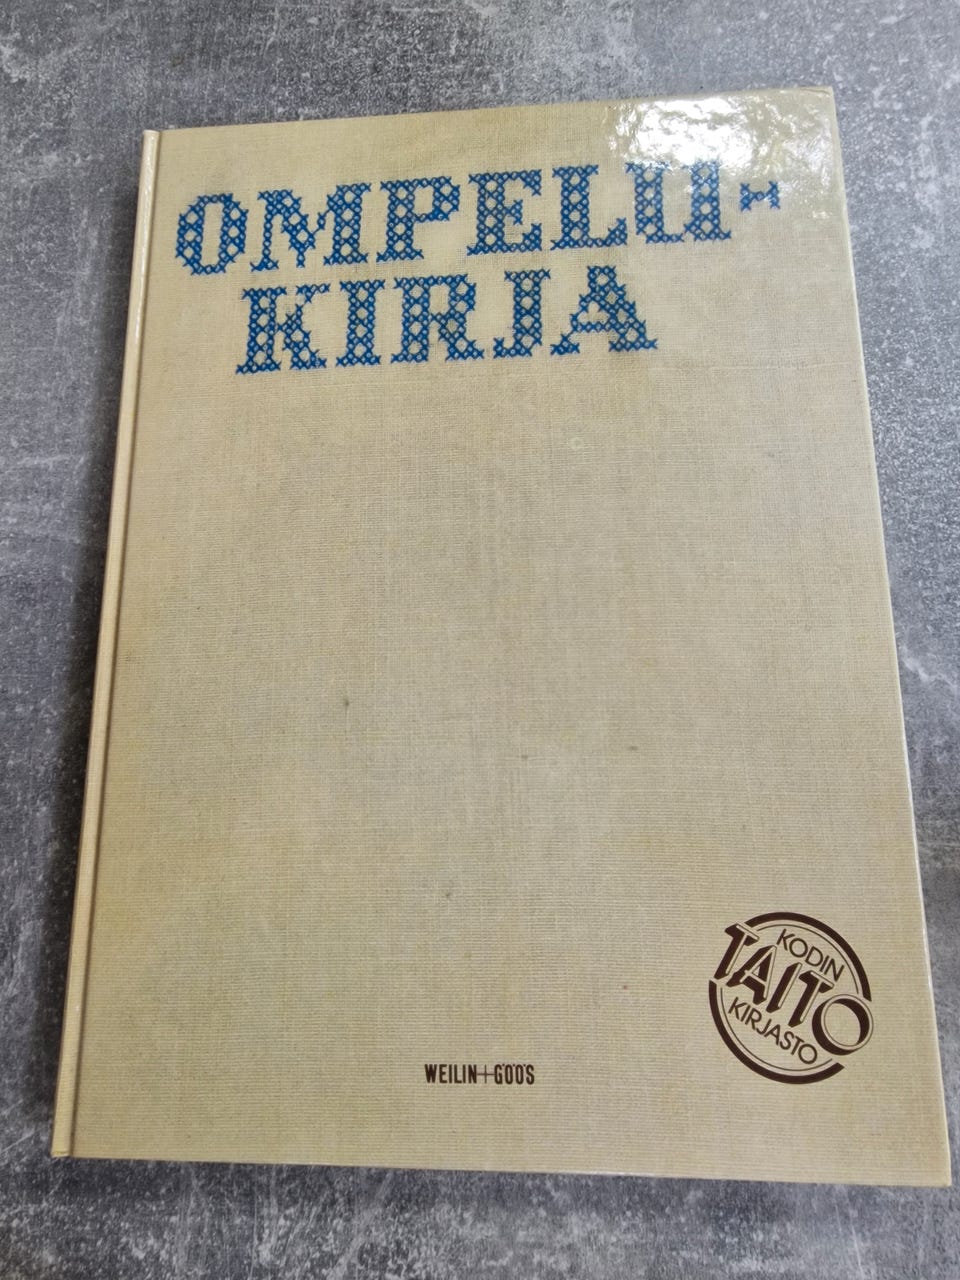 OMPELU-
KIRJA
KODIN
TAITO
KIRJASTO
WEILIN+GÖÖS